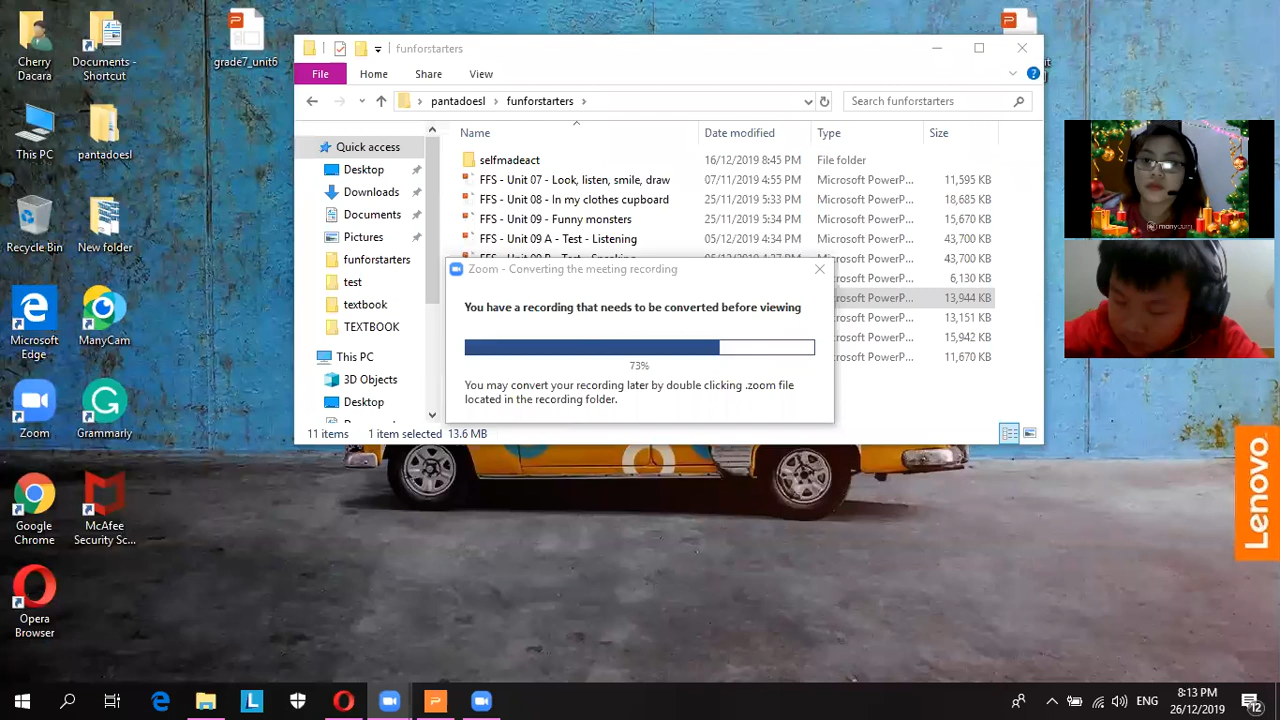 Cherry Dacara
Documents - Shortcut
grade7_unit6
This PC
pantadoesl
Recycle Bin
New folder
Microsoft Edge
ManyCam
Zoom
Grammarly
Google Chrome
McAfee Security Sc...
Opera Browser
funforstarters
File Home Share View
pantadoesl funforstarters
Search funforstarters
Name Date modified Type Size
Quick access
Desktop
Downloads
Documents
Pictures
funforstarters
test
textbook
TEXTBOOK
This PC
3D Objects
Desktop
selfmadeact 16/12/2019 8:45 PM File folder
FFS - Unit 07 - Look, listen, smile, draw 07/11/2019 4:55 PM Microsoft PowerP... 11,595 KB
FFS - Unit 08 - In my clothes cupboard 25/11/2019 5:33 PM Microsoft PowerP... 18,685 KB
FFS - Unit 09 - Funny monsters 25/11/2019 5:34 PM Microsoft PowerP... 15,670 KB
FFS - Unit 09 A - Test - Listening 05/12/2019 4:34 PM Microsoft PowerP... 43,700 KB
Microsoft PowerP... 43,700 KB
6,130 KB
13,944 KB
13,151 KB
15,942 KB
11,670 KB
Zoom - Converting the meeting recording
You have a recording that needs to be converted before viewing
73%
You may convert your recording later by double clicking .zoom file
located in the recording folder.
11 items 1 item selected 13.6 MB
manycam
Lenovo
ENG
8:13 PM
26/12/2019
12